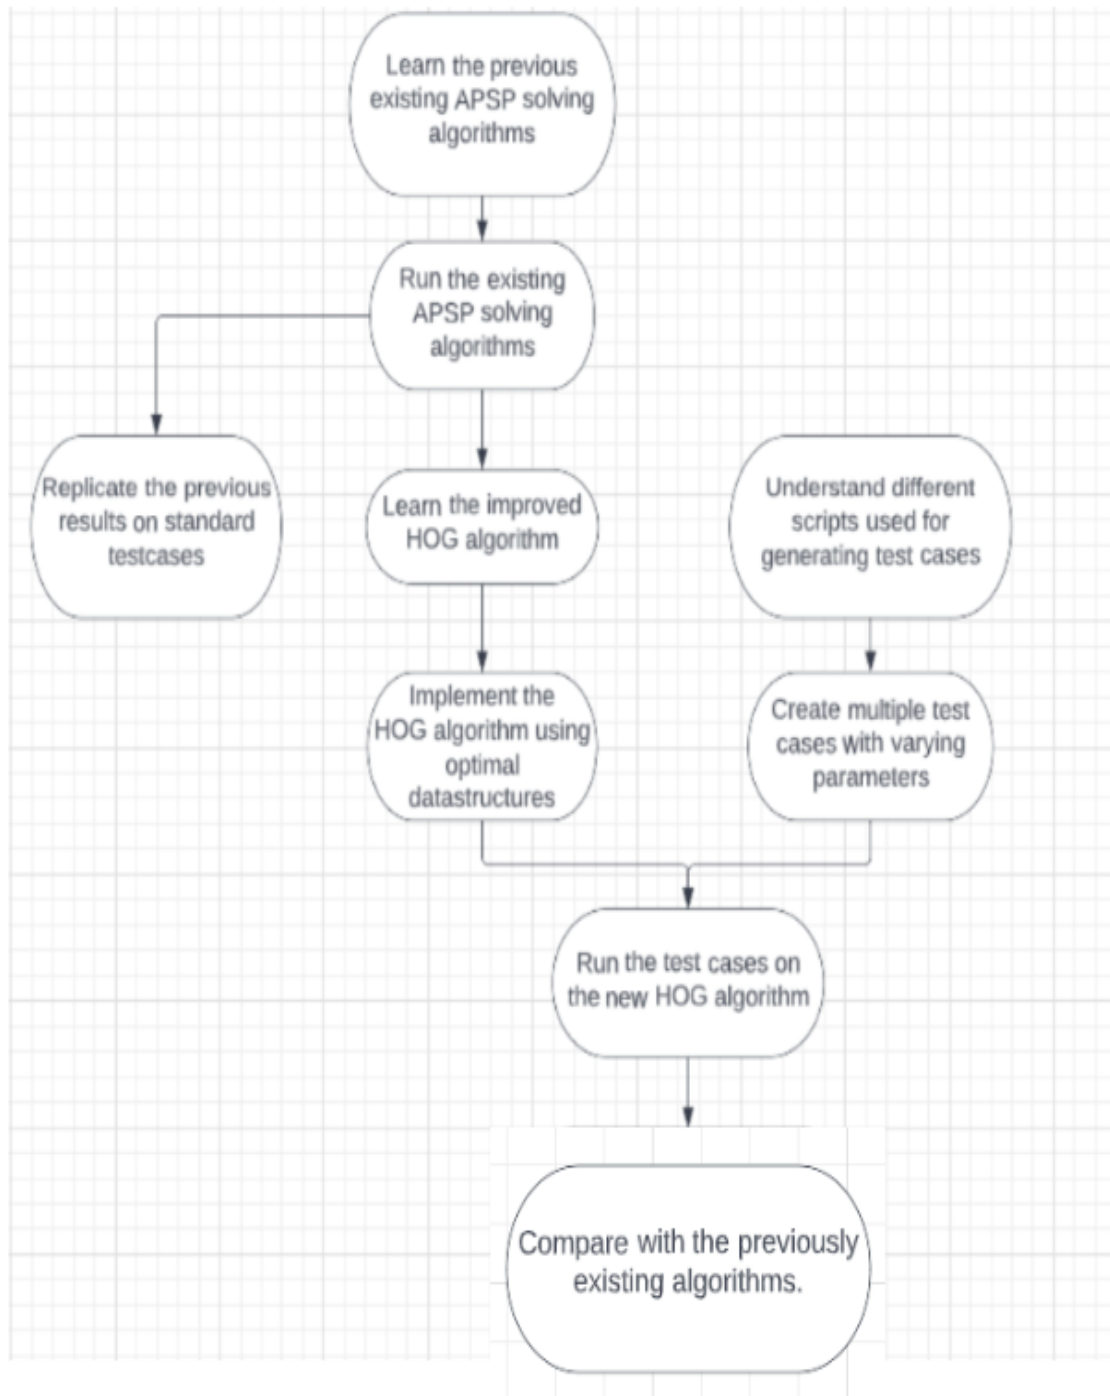 Learn the previous
existing APSP solving
algorithms
Run the existing
APSP solving
algorithms
Replicate the previous
results on standard
testcases
Learn the improved
HOG algorithm
Understand different
scripts used for
generating test cases
Implement the
HOG algorithm using
optimal
datastructures
Create multiple test
cases with varying
parameters
Run the test cases on
the new HOG algorithm
Compare with the previously
existing algorithms.